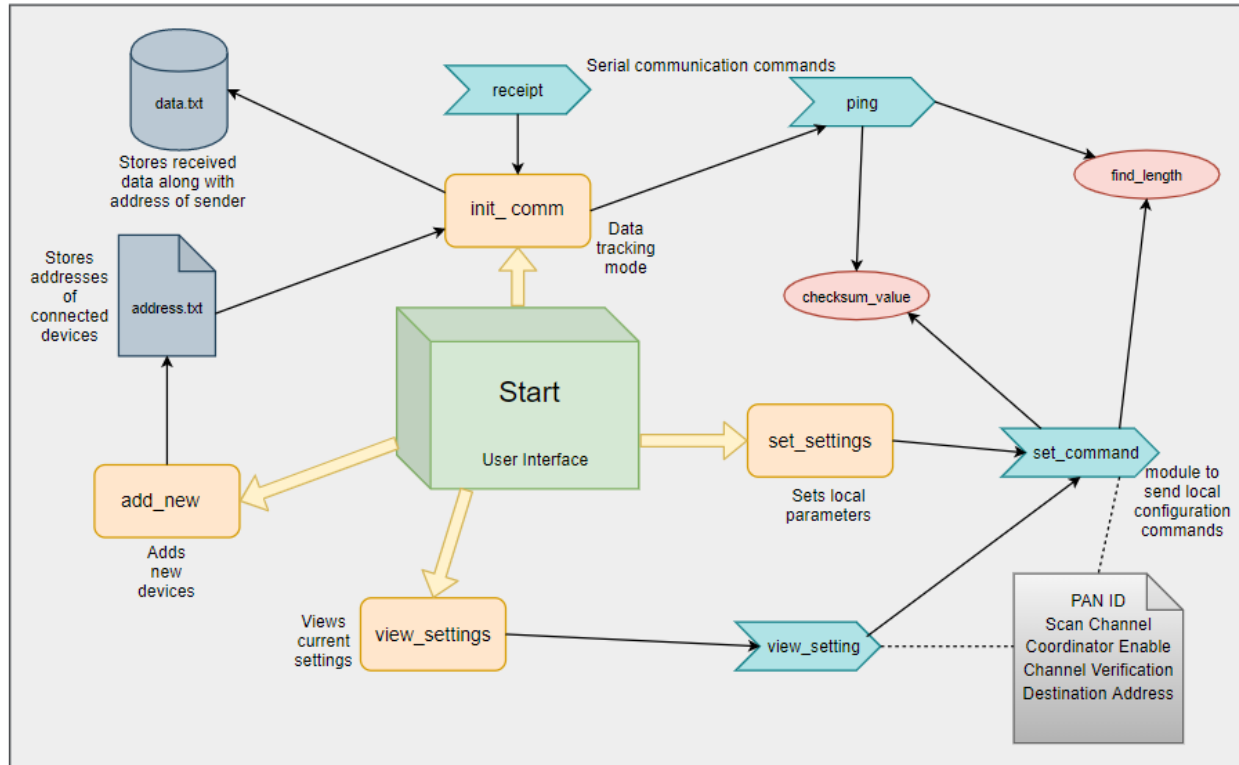 Serial communication commands
receipt
data.txt
ping
Stores received
data along with
address of sender
find_length
init_ comm
Data
tracking
mode
Stores
addresses
of
connected
devices
address.txt
checksum_value
Start
User Interface
set_settings
set_command
Sets local
parameters
module to
send local
configuration
commands
add_new
Adds
new
devices
Views
current
settings
view_settings
view_setting
PAN ID
Scan Channel
Coordinator Enable
Channel Verification
Destination Address